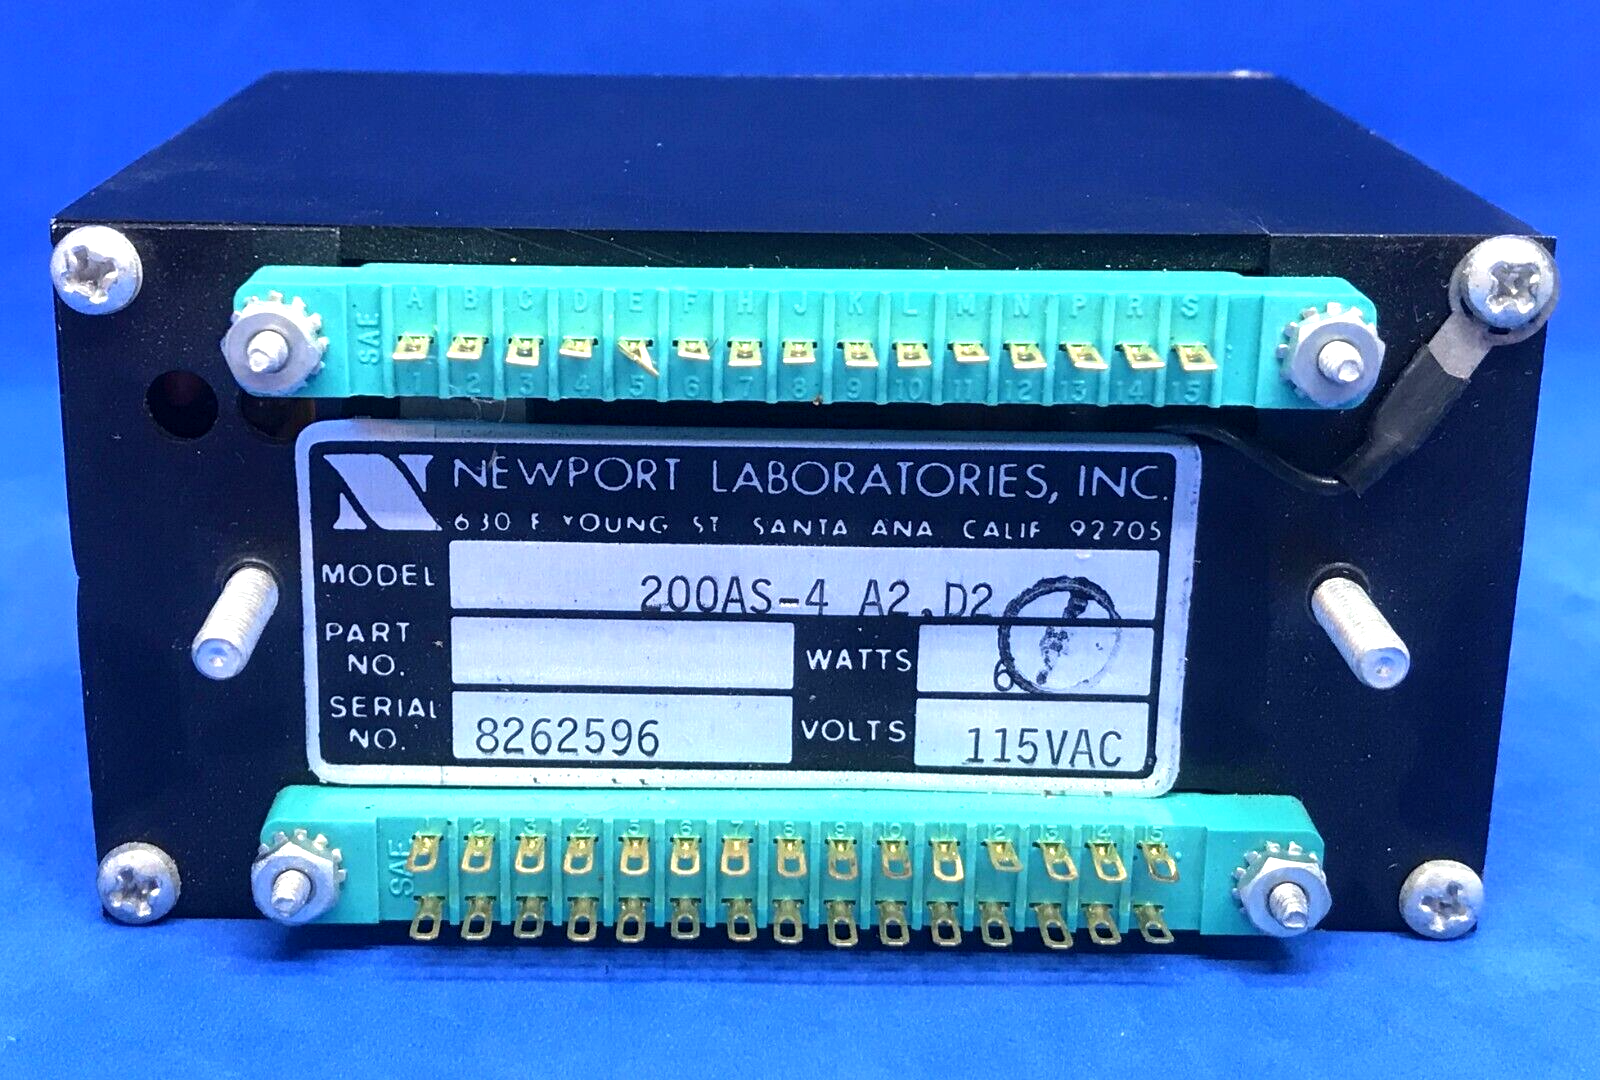 SAE A B C D E F H J K L M N P R S
1 2 3 4 5 6 7 8 9 10 11 12 13 14 15
N NEWPORT LABORATORIES, INC.
630 E YOUNG ST SANTA ANA CALIF 92705
MODEL 200AS-4 A2,D2
PART NO. WATTS 6
SERIAL NO. 8262596 VOLTS 115VAC
SAE 1 2 3 4 5 6 7 8 9 10 11 12 13 14 15